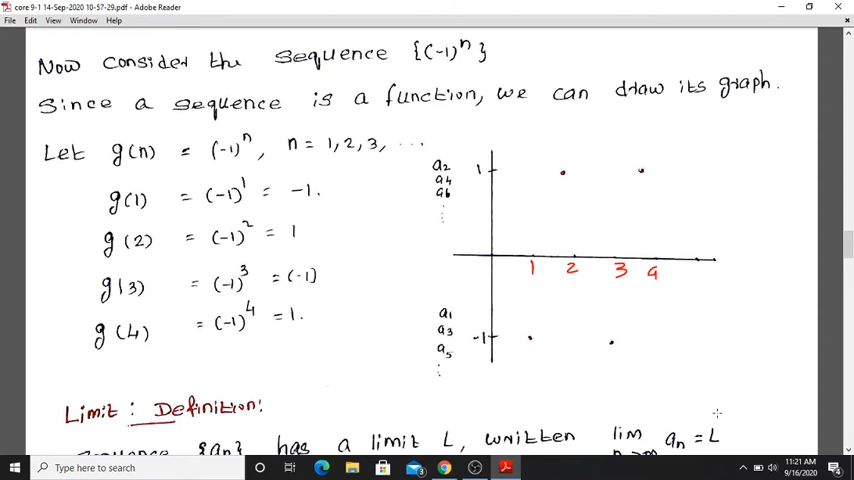 core 9-1 14-Sep-2020 10-57-29.pdf - Adobe Reader
File Edit View Window Help
Now consider the sequence {(-1)^n}
Since a sequence is a function, we can draw its graph.
Let g(n) = (-1)^n, n = 1, 2, 3, ...
g(1) = (-1)^1 = -1.
g(2) = (-1)^2 = 1
g(3) = (-1)^3 = (-1)
g(4) = (-1)^4 = 1.
a2
a4
a6
⋮
1
1 2 3 4
a1
a3
a5
⋮
-1
Limit: Definition:
sequence {an} has a limit L, written lim an = L
Type here to search
11:21 AM
9/16/2020